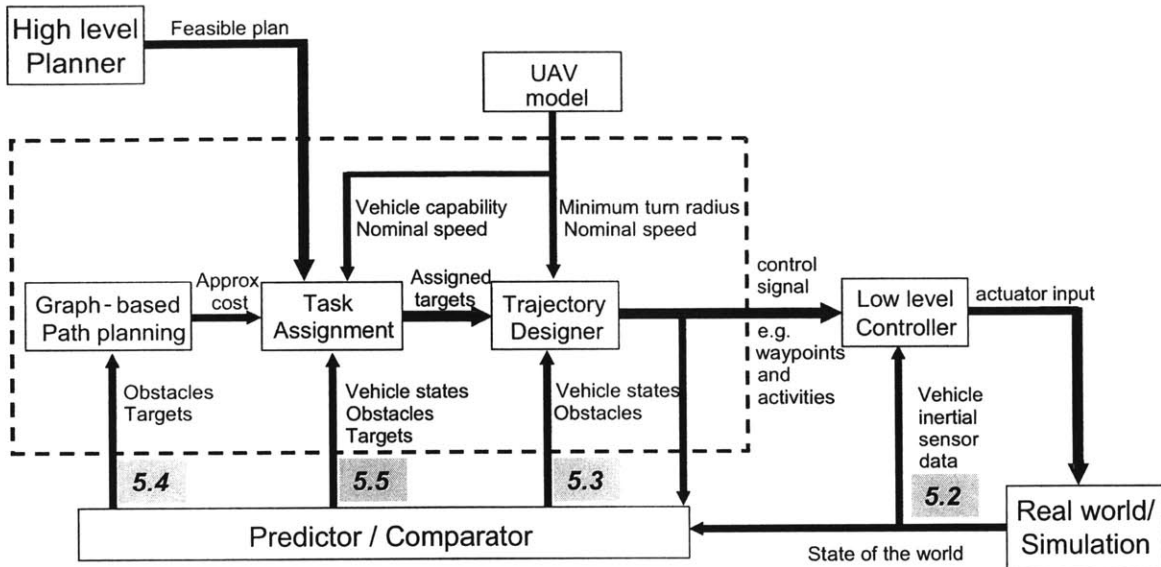 High level
Planner
Feasible plan
UAV
model
Vehicle capability
Nominal speed
Minimum turn radius
Nominal speed
Approx
cost
Assigned
targets
control
signal
Graph-based
Path planning
Task
Assignment
Trajectory
Designer
Low level
Controller
actuator input
e.g.
waypoints
and
activities
Obstacles
Targets
Vehicle states
Obstacles
Targets
Vehicle states
Obstacles
Vehicle
inertial
sensor
data
5.4
5.5
5.3
5.2
Predictor / Comparator
State of the world
Real world/
Simulation